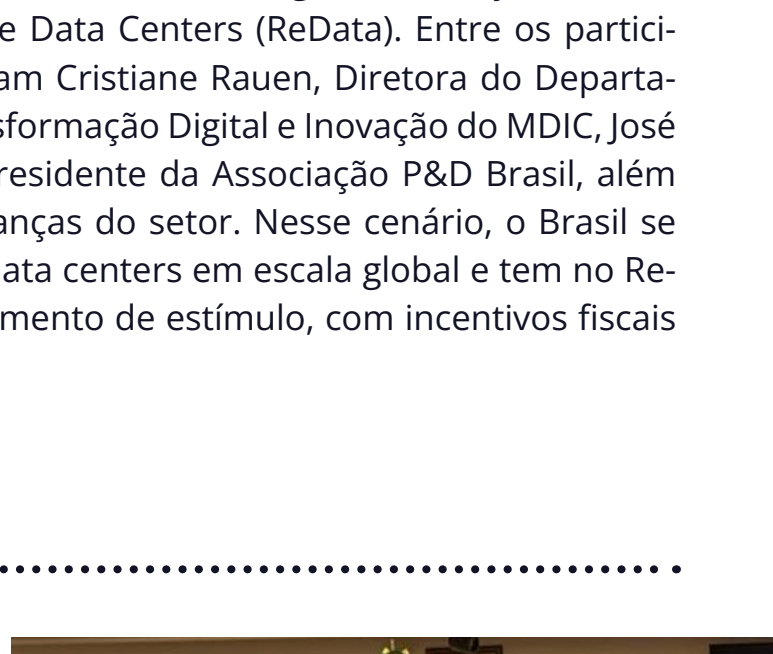 e Data Centers (ReData). Entre os partici-
am Cristiane Rauen, Diretora do Departa-
sformação Digital e Inovação do MDIC, José
residente da Associação P&D Brasil, além
anças do setor. Nesse cenário, o Brasil se
ata centers em escala global e tem no Re-
mento de estímulo, com incentivos fiscais